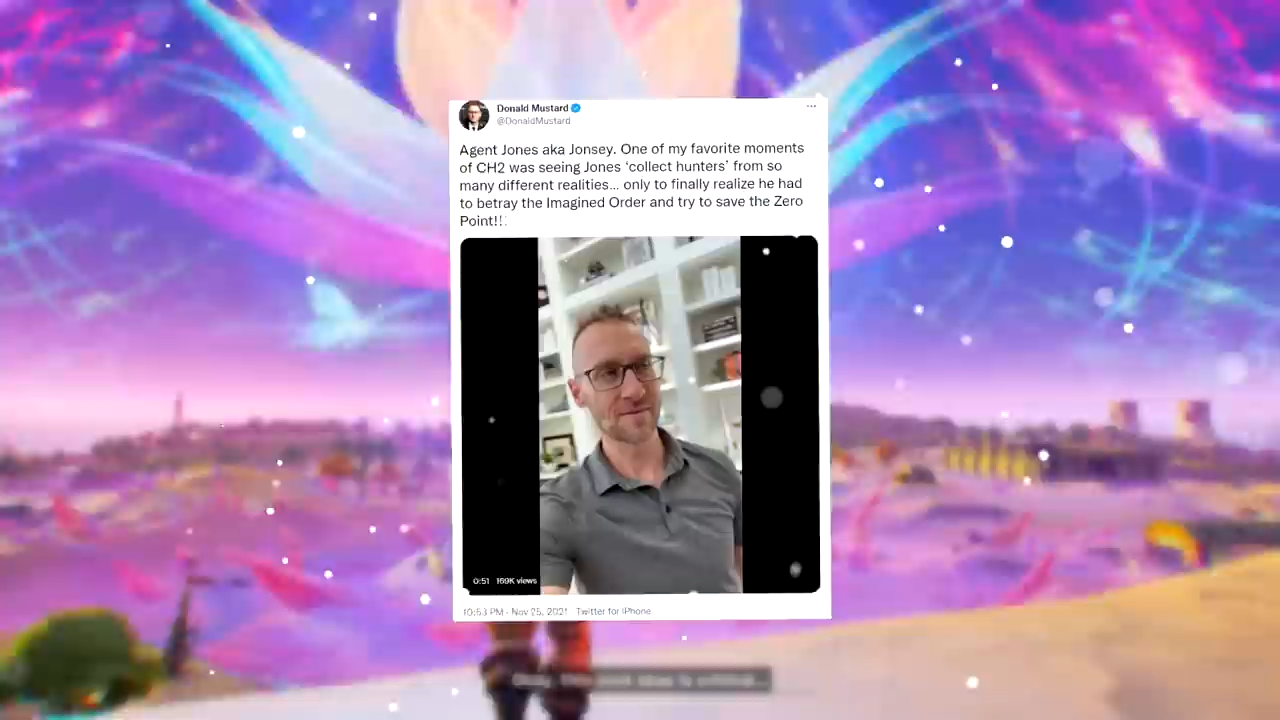 Donald Mustard
@DonaldMustard
Agent Jones aka Jonsey. One of my favorite moments
of CH2 was seeing Jones ‘collect hunters’ from so
many different realities... only to finally realize he had
to betray the Imagined Order and try to save the Zero
Point!!
0:51 169K views
10:53 PM · Nov 25, 2021 · Twitter for iPhone